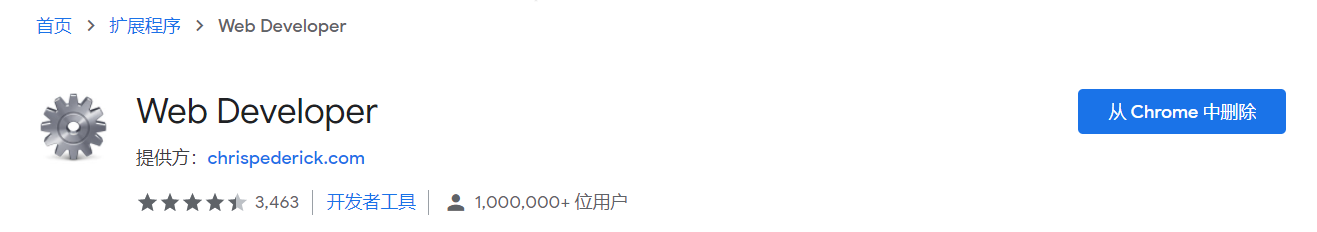 首页 > 扩展程序 > Web Developer
Web Developer
从 Chrome 中删除
提供方：chrispederick.com
3,463 开发者工具 1,000,000+ 位用户